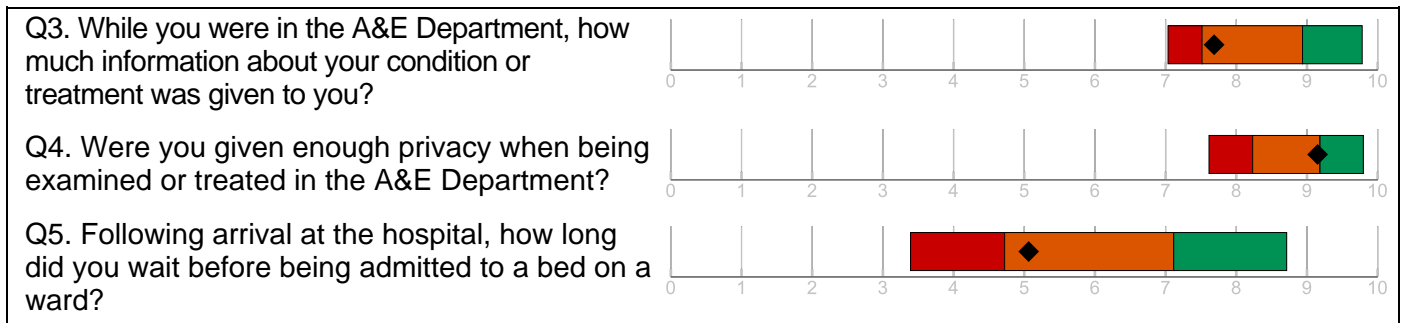 Q3. While you were in the A&E Department, how
much information about your condition or
treatment was given to you?
0 1 2 3 4 5 6 7 8 9 10
Q4. Were you given enough privacy when being
examined or treated in the A&E Department?
0 1 2 3 4 5 6 7 8 9 10
Q5. Following arrival at the hospital, how long
did you wait before being admitted to a bed on a
ward?
0 1 2 3 4 5 6 7 8 9 10